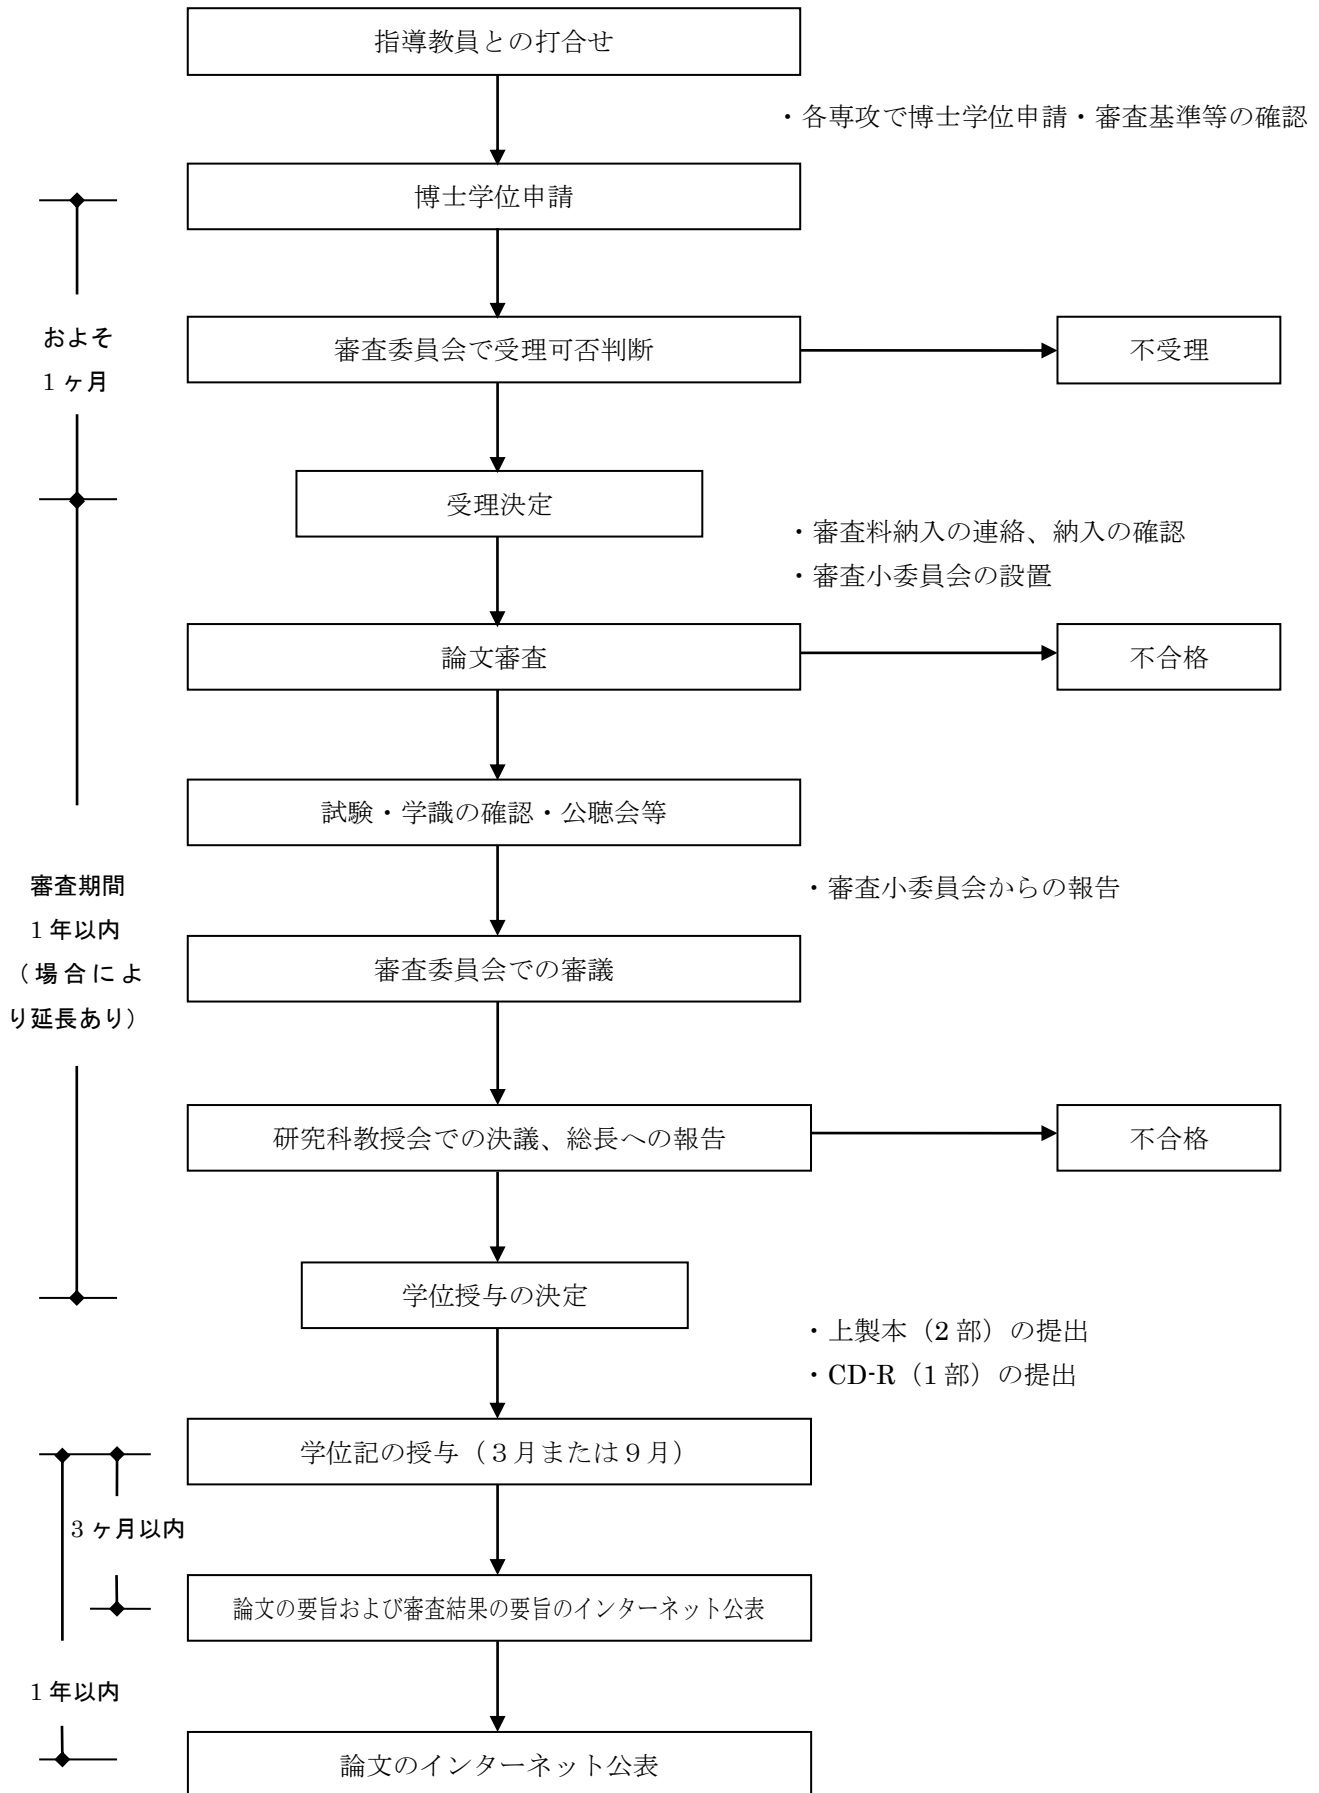 指導教員との打合せ
・各専攻で博士学位申請・審査基準等の確認
博士学位申請
およそ
1ヶ月
審査委員会で受理可否判断
不受理
受理決定
・審査料納入の連絡、納入の確認
・審査小委員会の設置
論文審査
不合格
試験・学識の確認・公聴会等
審査期間
1年以内
（場合によ
り延長あり）
・審査小委員会からの報告
審査委員会での審議
研究科教授会での決議、総長への報告
不合格
学位授与の決定
・上製本（2部）の提出
・CD-R（1部）の提出
学位記の授与（３月または９月）
3ヶ月以内
論文の要旨および審査結果の要旨のインターネット公表
1年以内
論文のインターネット公表